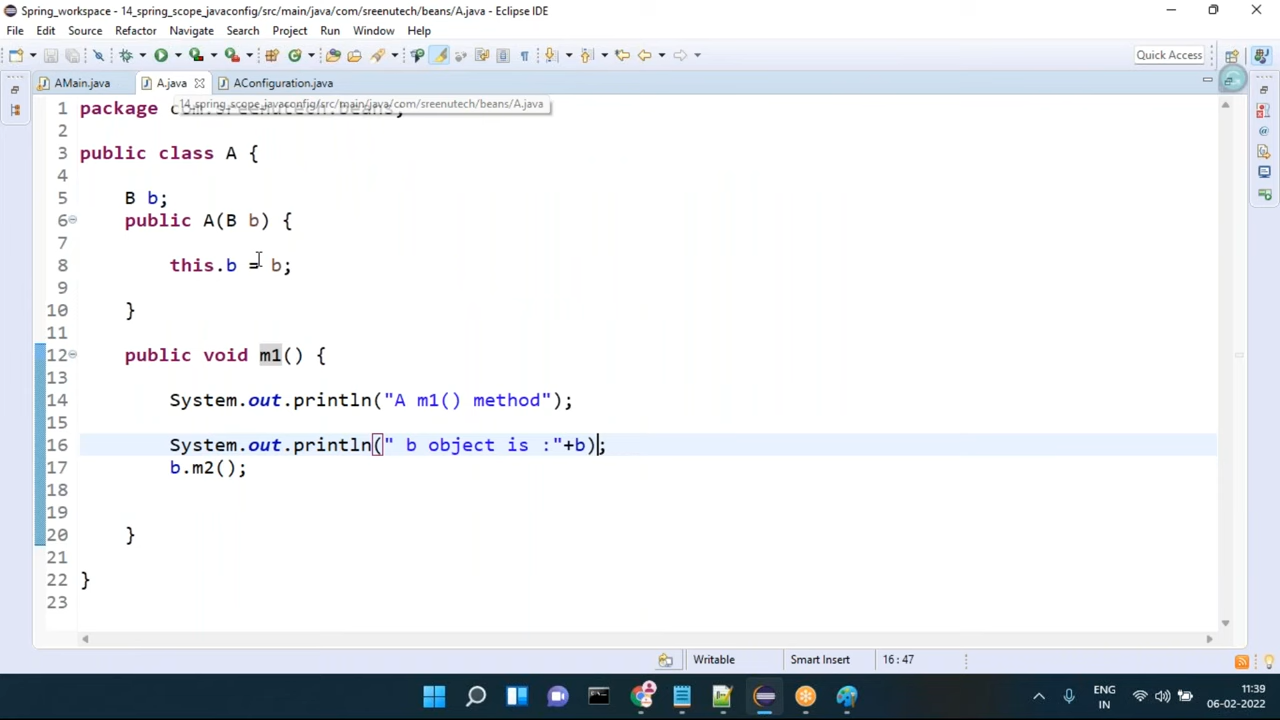 Spring_workspace - 14_spring_scope_javaconfig/src/main/java/com/sreenutech/beans/A.java - Eclipse IDE
File Edit Source Refactor Navigate Search Project Run Window Help
Quick Access
AMain.java A.java AConfiguration.java
14_spring_scope_javaconfig/src/main/java/com/sreenutech/beans/A.java
1 package com.sreenutech.beans;
2
3 public class A {
4
5 B b;
6 public A(B b) {
7
8 this.b = b;
9
10 }
11
12 public void m1() {
13
14 System.out.println("A m1() method");
15
16 System.out.println(" b object is :"+b);
17 b.m2();
18
19
20 }
21
22 }
23
Writable Smart Insert 16 : 47
ENG 11:39
IN 06-02-2022